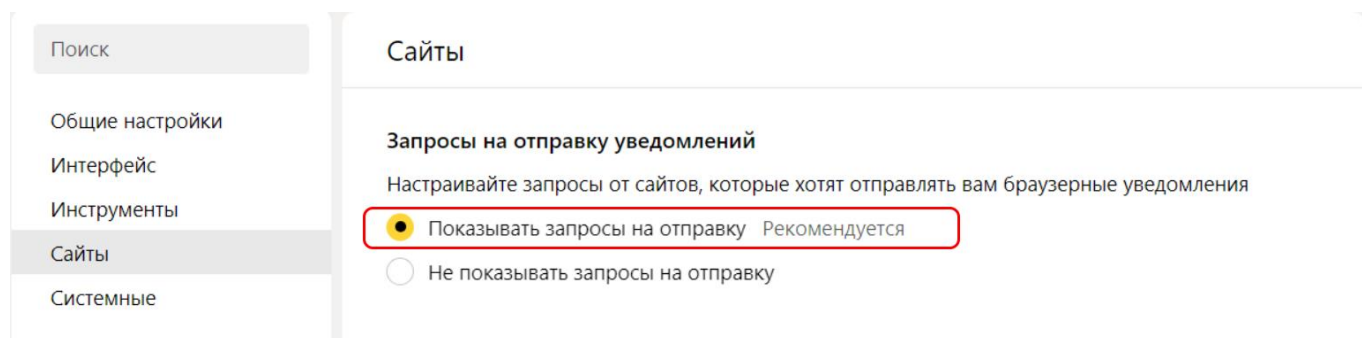 Поиск
Общие настройки
Интерфейс
Инструменты
Сайты
Системные
Сайты
Запросы на отправку уведомлений
Настраивайте запросы от сайтов, которые хотят отправлять вам браузерные уведомления
Показывать запросы на отправку Рекомендуется
Не показывать запросы на отправку